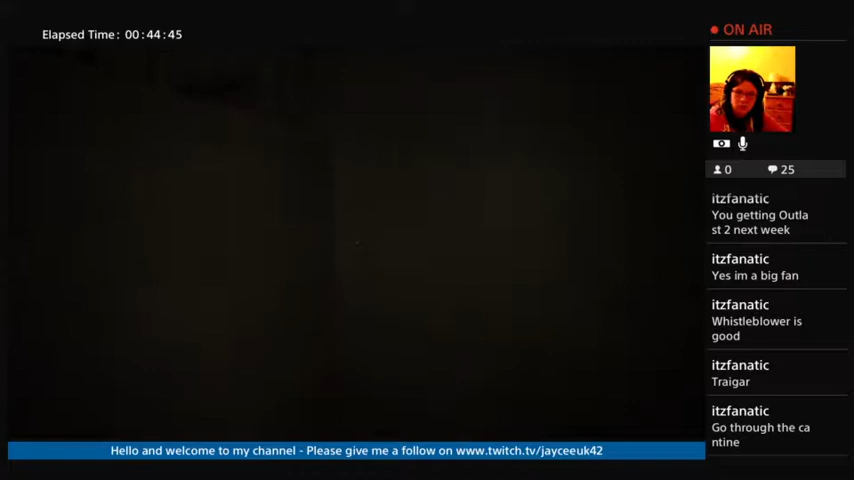 Elapsed Time: 00:44:45
ON AIR
0 25
itzfanatic
You getting Outla
st 2 next week
itzfanatic
Yes im a big fan
itzfanatic
Whistleblower is
good
itzfanatic
Traigar
itzfanatic
Go through the ca
ntine
Hello and welcome to my channel - Please give me a follow on www.twitch.tv/jayceeuk42